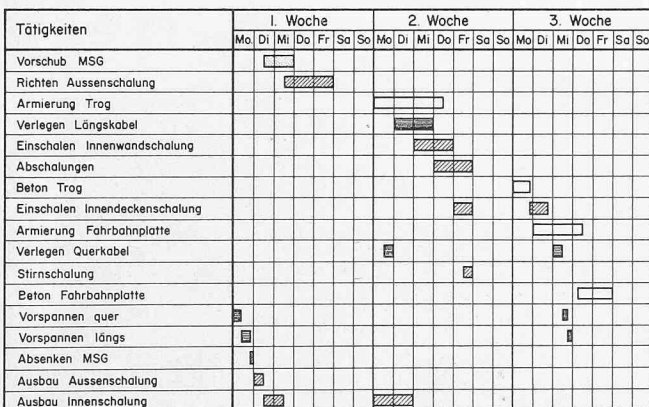 Tätigkeiten
1. Woche 2. Woche 3. Woche
Mo. Di Mi Do Fr Sa So Mo Di Mi Do Fr Sa So Mo Di Mi Do Fr Sa So
Vorschub MSG
Richten Aussenschalung
Armierung Trog
Verlegen Längskabel
Einschalen Innenwandschalung
Abschalungen
Beton Trog
Einschalen Innendeckenschalung
Armierung Fahrbahnplatte
Verlegen Querkabel
Stirnschalung
Beton Fahrbahnplatte
Vorspannen quer
Vorspannen längs
Absenken MSG
Ausbau Aussenschalung
Ausbau Innenschalung